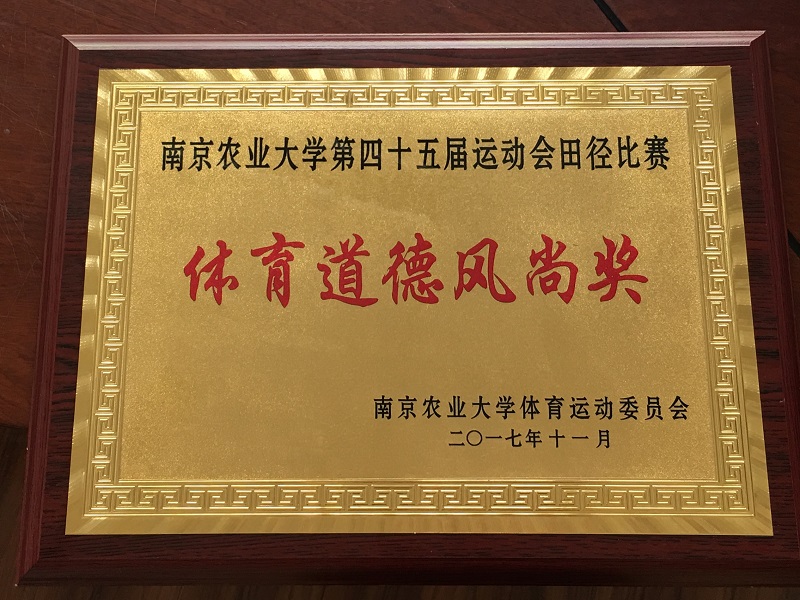 南京农业大学第四十五届运动会田径比赛
体育道德风尚奖
南京农业大学体育运动委员会
二〇一七年十一月